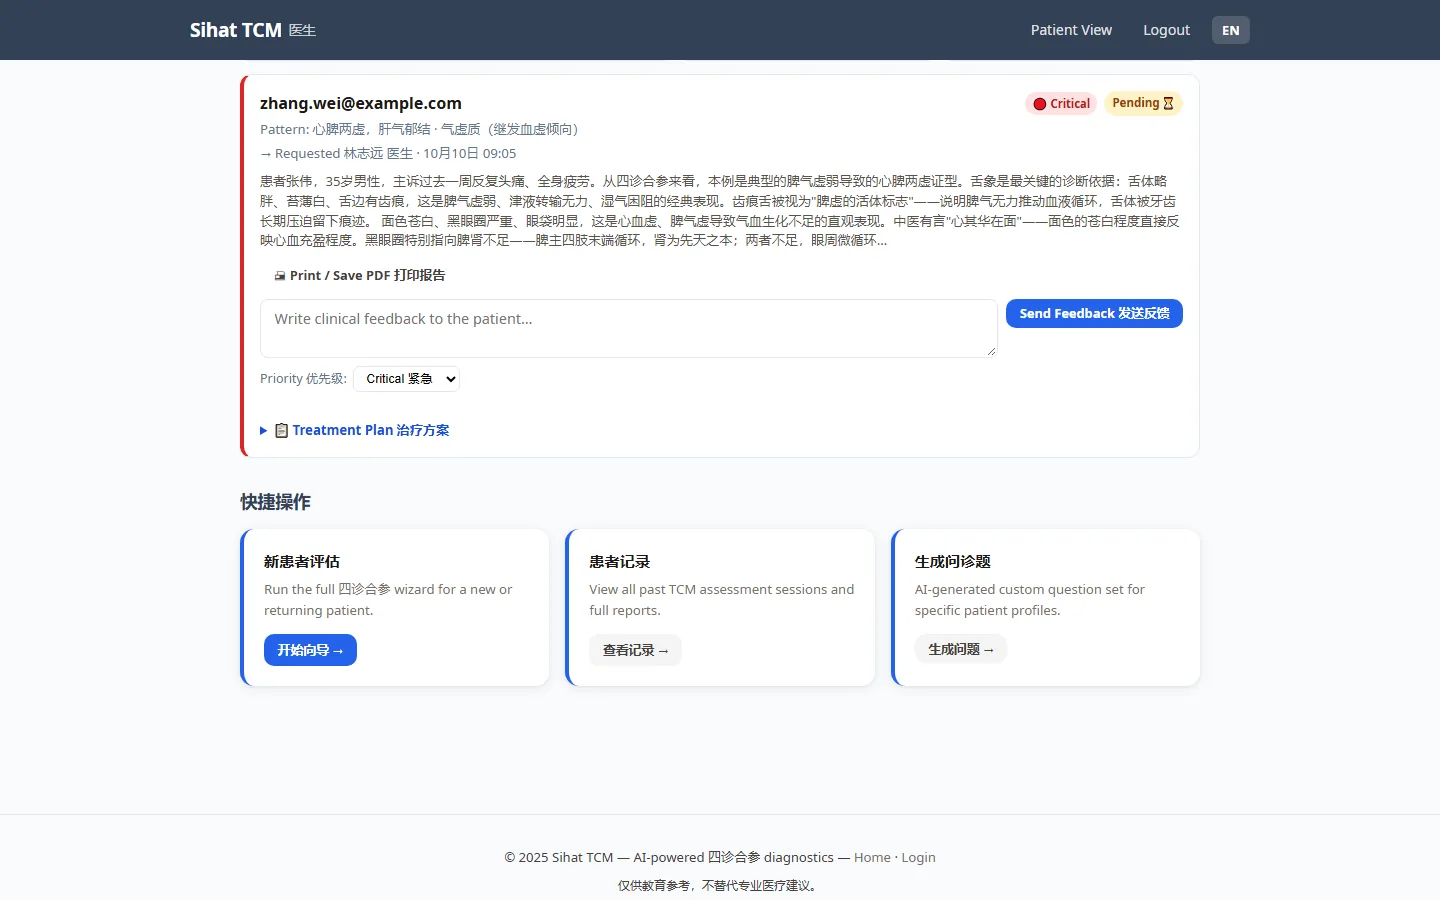 Sihat TCM 医生
Patient View
Logout
EN
zhang.wei@example.com
Critical
Pending ⏳
Pattern: 心脾两虚，肝气郁结 · 气虚质（继发血虚倾向）
→ Requested 林志远 医生 · 10月10日 09:05
患者张伟，35岁男性，主诉过去一周反复头痛、全身疲劳。从四诊合参来看，本例是典型的脾气虚弱导致的心脾两虚证型。舌象是最关键的诊断依据：舌体略
胖、苔薄白、舌边有齿痕，这是脾气虚弱、津液转输无力、湿气困阻的经典表现。齿痕舌被视为"脾虚的活体标志"——说明脾气无力推动血液循环，舌体被牙齿
长期压迫留下痕迹。 面色苍白、黑眼圈严重、眼袋明显，这是心血虚、脾气虚导致气血生化不足的直观表现。中医有言"心其华在面"——面色的苍白程度直接反
映心血充盈程度。黑眼圈特别指向脾肾不足——脾主四肢末端循环，肾为先天之本；两者不足，眼周微循环...
Print / Save PDF 打印报告
Write clinical feedback to the patient...
Send Feedback 发送反馈
Priority 优先级:
Critical 紧急
Treatment Plan 治疗方案
快捷操作
新患者评估
Run the full 四诊合参 wizard for a new or
returning patient.
开始向导 →
患者记录
View all past TCM assessment sessions and
full reports.
查看记录 →
生成问诊题
AI-generated custom question set for
specific patient profiles.
生成问题 →
© 2025 Sihat TCM — AI-powered 四诊合参 diagnostics — Home · Login
仅供教育参考，不替代专业医疗建议。